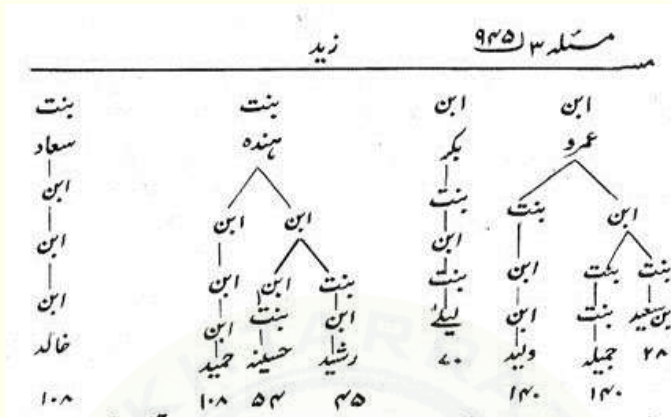 مسئلہ ۳ ۹۴۵ زید
ابن ابن بنت بنت
عمرو بکر ہندہ سعاد
ابن بنت بنت ابن ابن ابن
بنت بنت ابن ابن بنت ابن ابن ابن
ابن بنت ابن بنت ابن بنت ابن ابن
سعید جمیلہ ولید لیلےٰ رشید حسینہ حمید خالد
۲۸ ۱۴۰ ۱۴۰ ۴۵ ۵۴ ۱۰۸ ۱۰۸